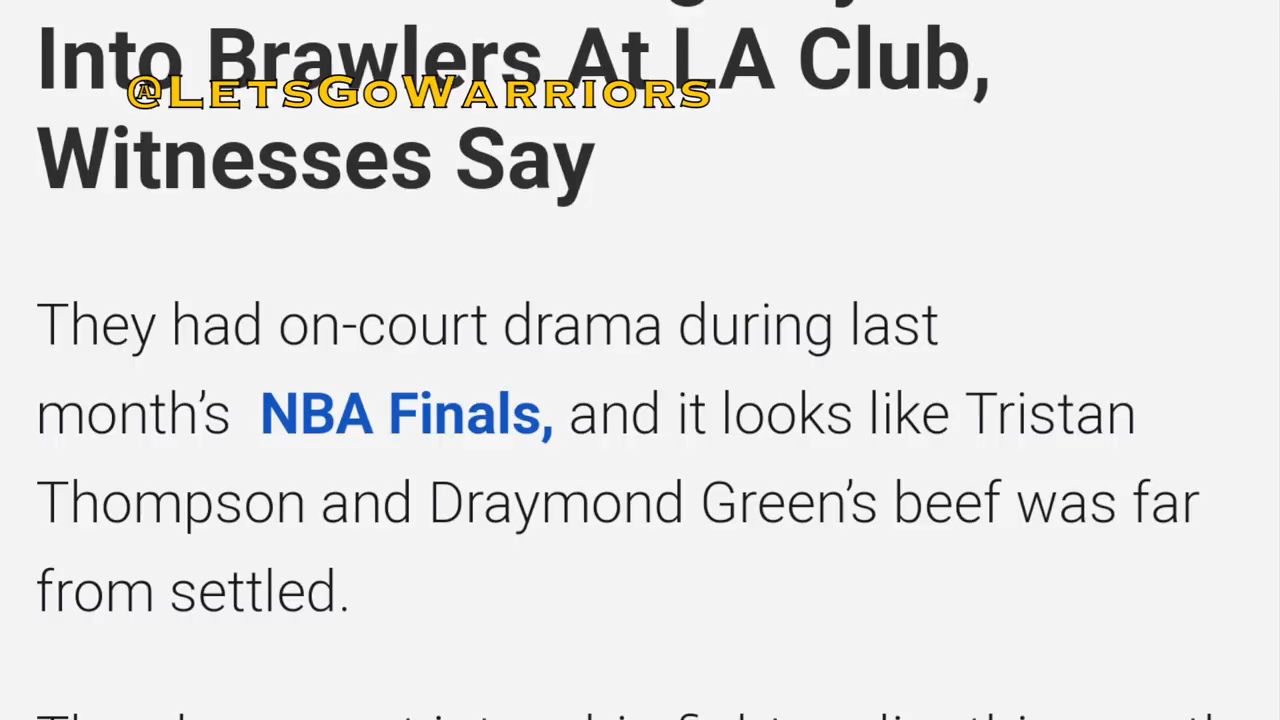 Into Brawlers At LA Club,
@LetsGoWarriors
Witnesses Say
They had on-court drama during last
month’s NBA Finals, and it looks like Tristan
Thompson and Draymond Green’s beef was far
from settled.